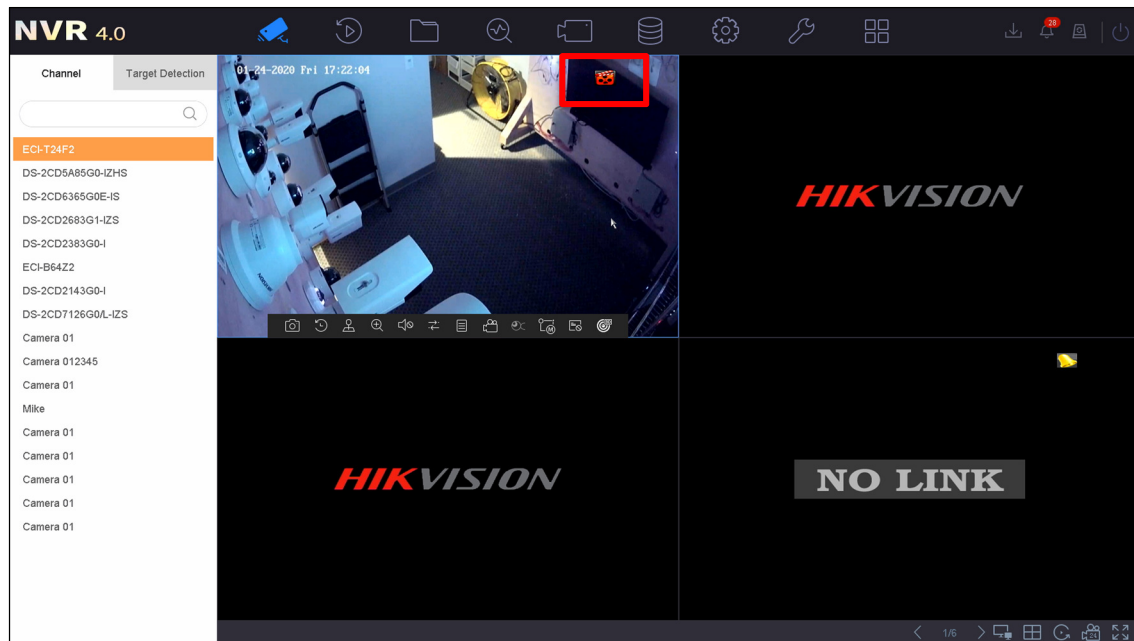 NVR 4.0
28
Channel
Target Detection
ECI-T24F2
DS-2CD5A85G0-IZHS
DS-2CD6365G0E-IS
DS-2CD2683G1-IZS
DS-2CD2383G0-I
ECI-B64Z2
DS-2CD2143G0-I
DS-2CD7126G0/L-IZS
Camera 01
Camera 012345
Camera 01
Mike
Camera 01
Camera 01
Camera 01
Camera 01
Camera 01
01-24-2020 Fri 17:22:04
M
HIKVISION
HIKVISION
NO LINK
1/6
24